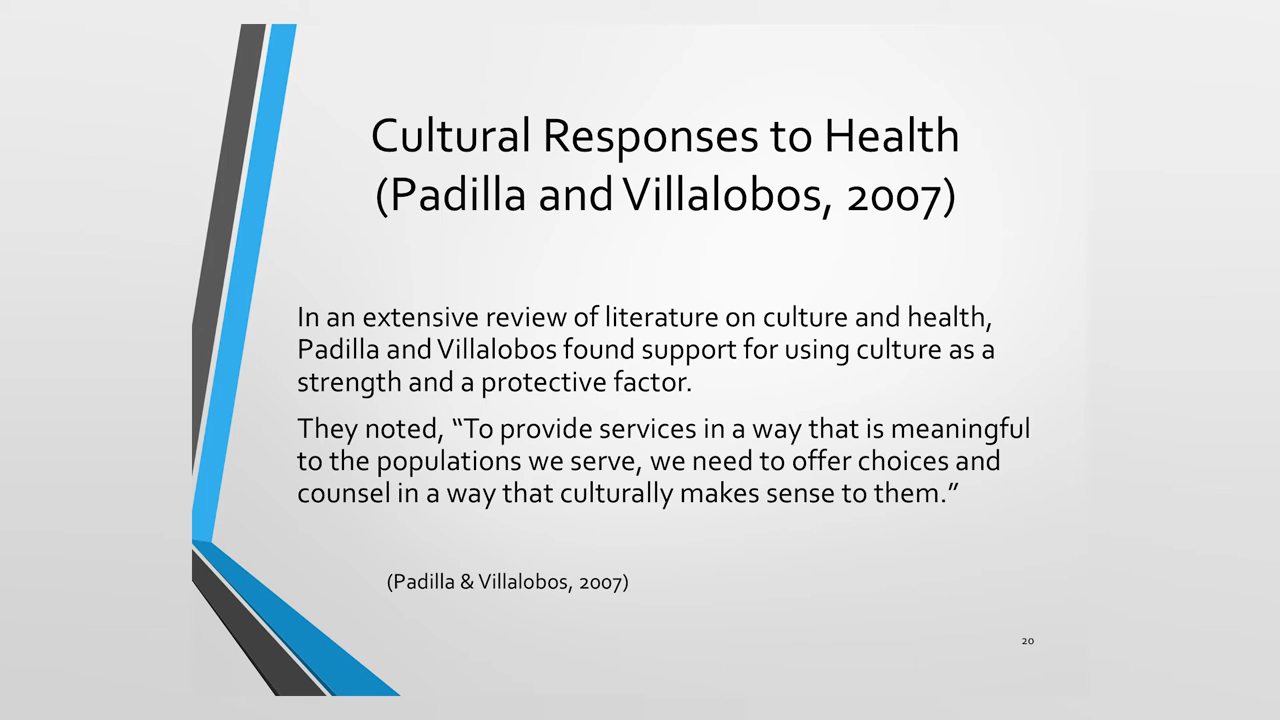 Cultural Responses to Health
(Padilla and Villalobos, 2007)
In an extensive review of literature on culture and health,
Padilla and Villalobos found support for using culture as a
strength and a protective factor.
They noted, “To provide services in a way that is meaningful
to the populations we serve, we need to offer choices and
counsel in a way that culturally makes sense to them.”
(Padilla & Villalobos, 2007)
20